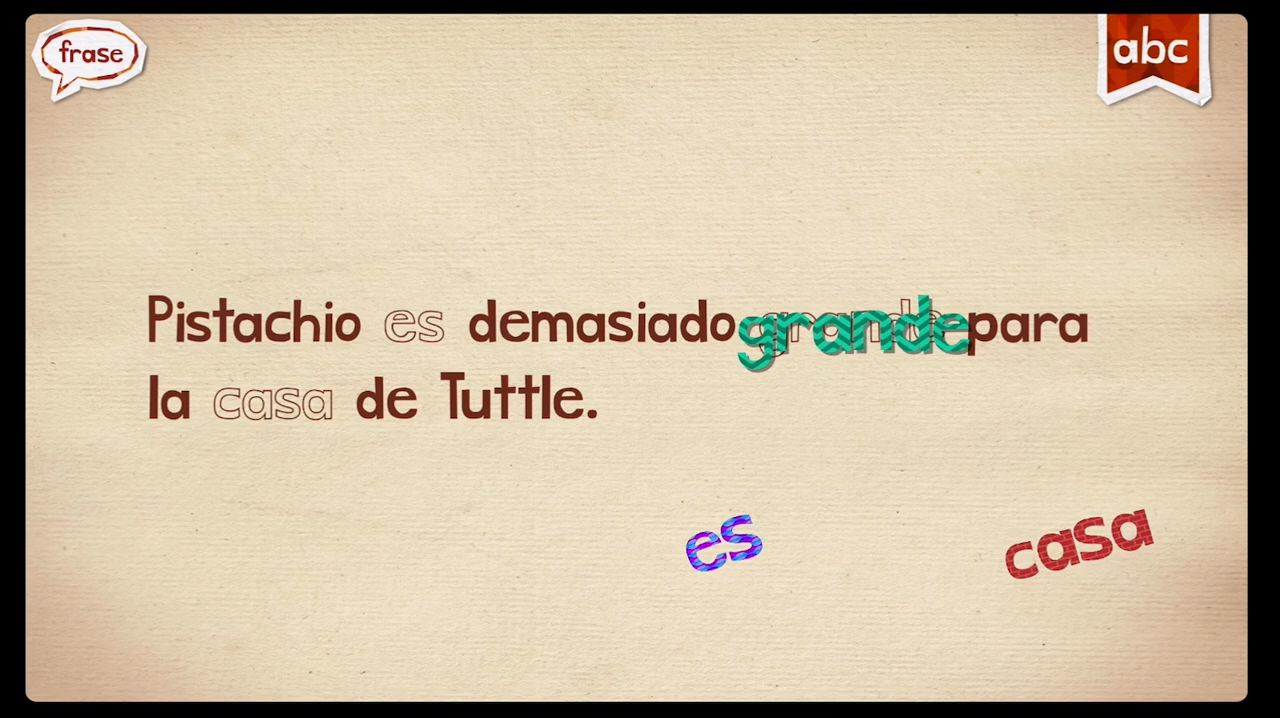 frase
abc
Pistachio es demasiado grande para
la casa de Tuttle.
es
casa